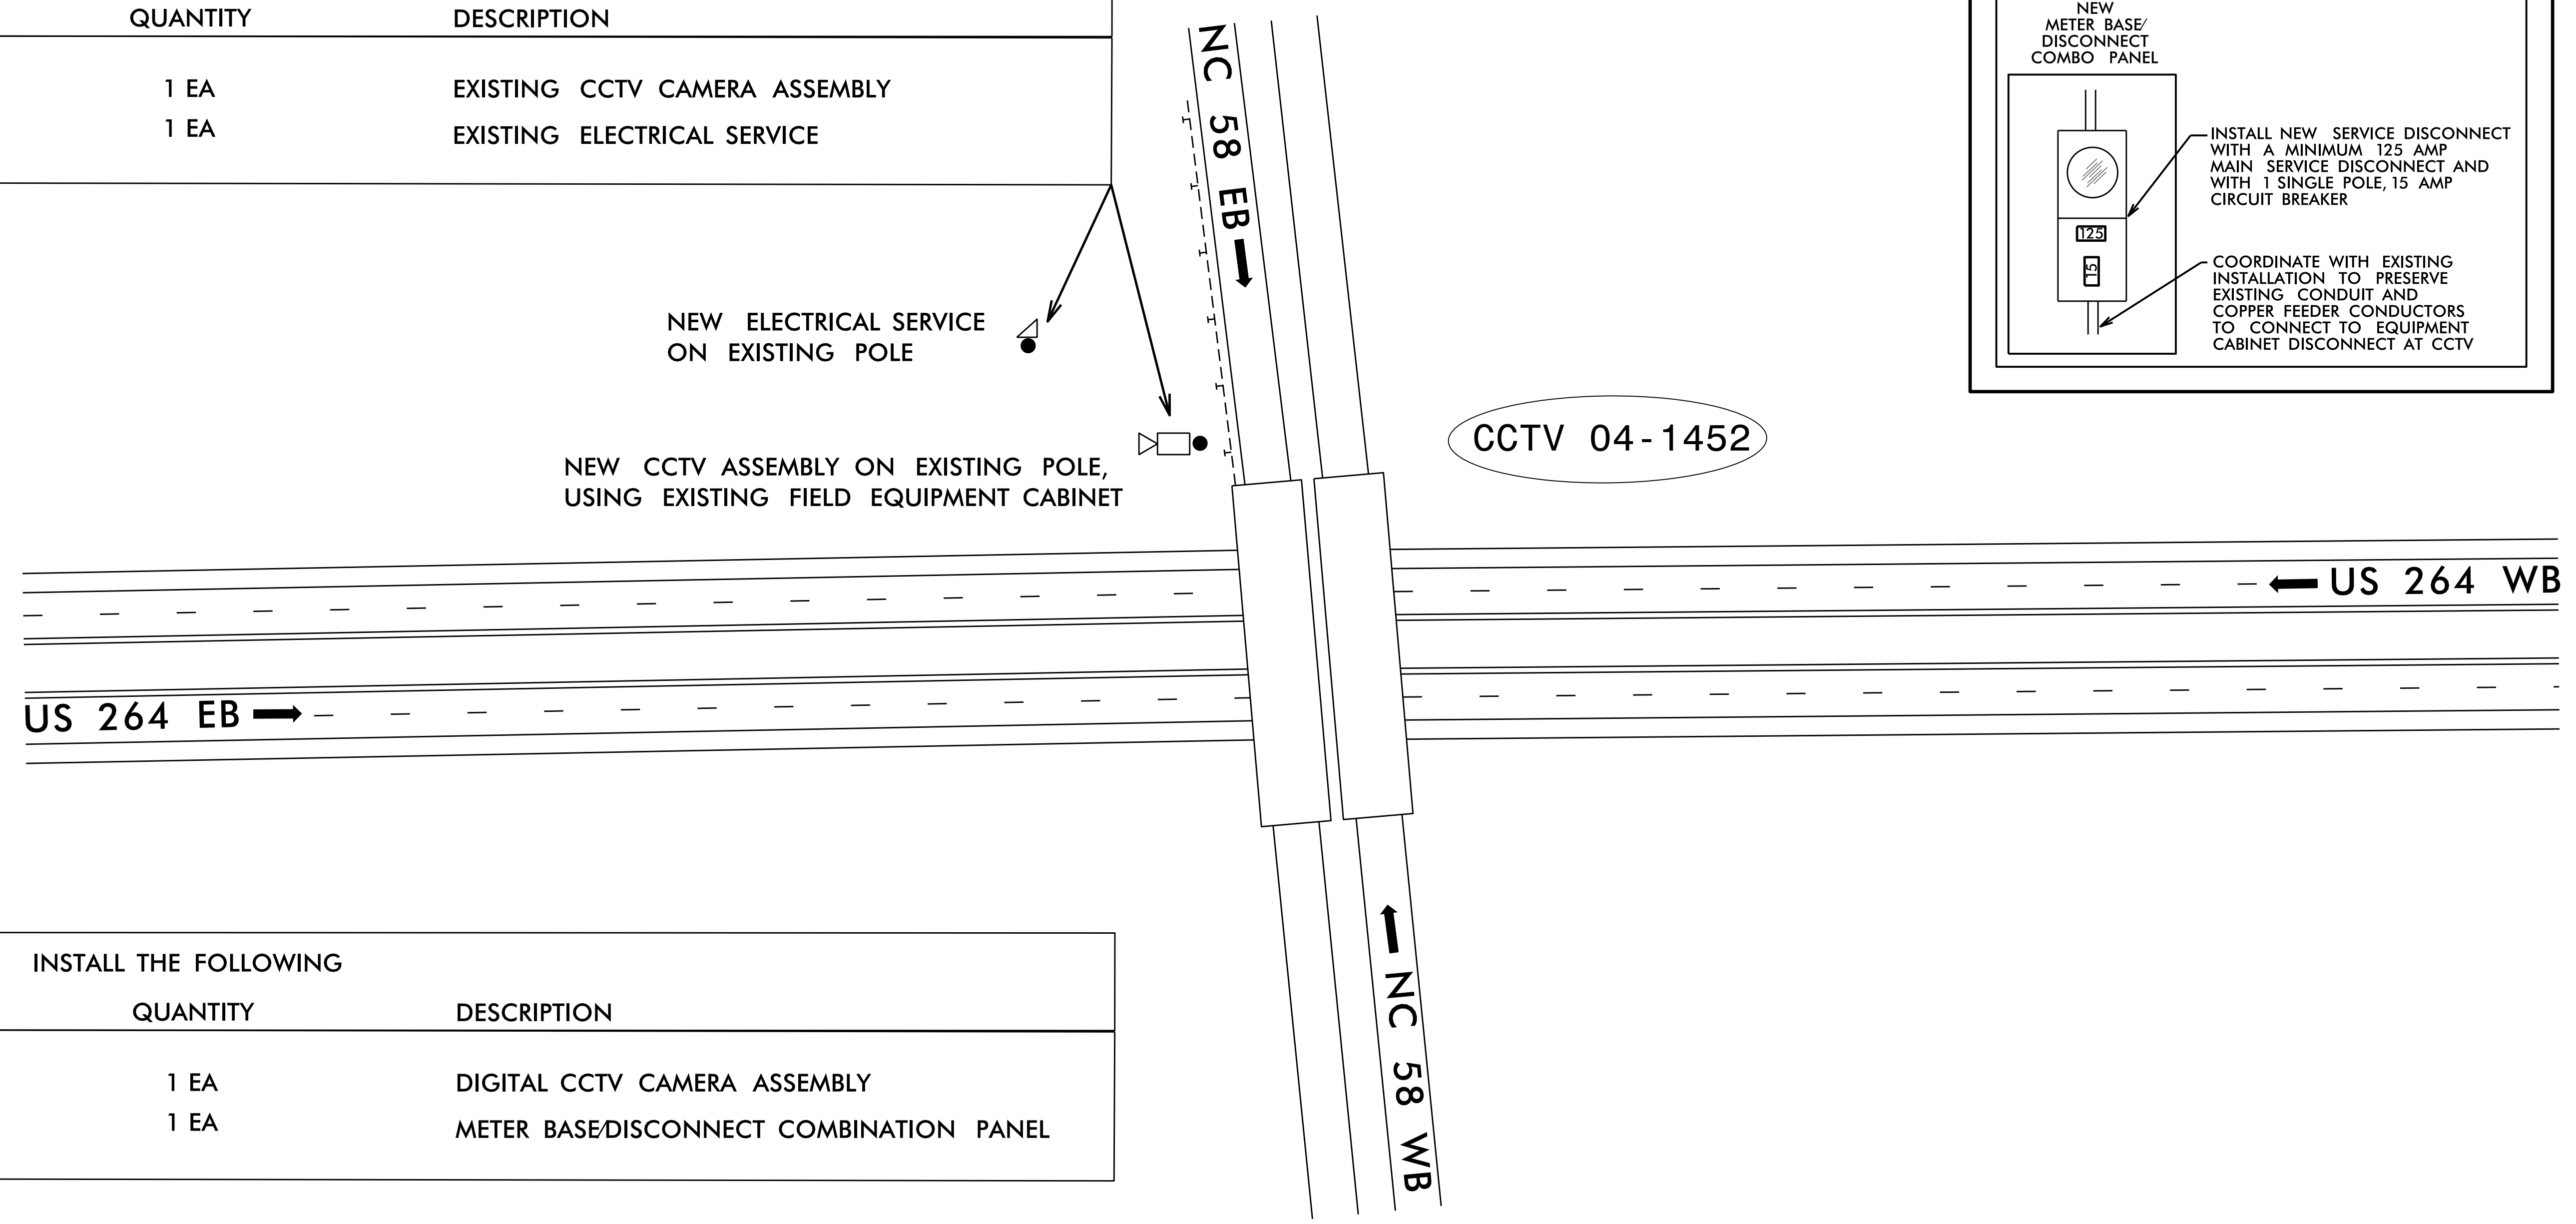 QUANTITY DESCRIPTION
1 EA EXISTING CCTV CAMERA ASSEMBLY
1 EA EXISTING ELECTRICAL SERVICE
NC 58 EB
NEW
METER BASE/
DISCONNECT
COMBO PANEL
INSTALL NEW SERVICE DISCONNECT
WITH A MINIMUM 125 AMP
MAIN SERVICE DISCONNECT AND
WITH 1 SINGLE POLE, 15 AMP
CIRCUIT BREAKER
125
15
COORDINATE WITH EXISTING
INSTALLATION TO PRESERVE
EXISTING CONDUIT AND
COPPER FEEDER CONDUCTORS
TO CONNECT TO EQUIPMENT
CABINET DISCONNECT AT CCTV
NEW ELECTRICAL SERVICE
ON EXISTING POLE
NEW CCTV ASSEMBLY ON EXISTING POLE,
USING EXISTING FIELD EQUIPMENT CABINET
CCTV 04-1452
US 264 WB
US 264 EB
NC 58 WB
INSTALL THE FOLLOWING
QUANTITY DESCRIPTION
1 EA DIGITAL CCTV CAMERA ASSEMBLY
1 EA METER BASE/DISCONNECT COMBINATION PANEL